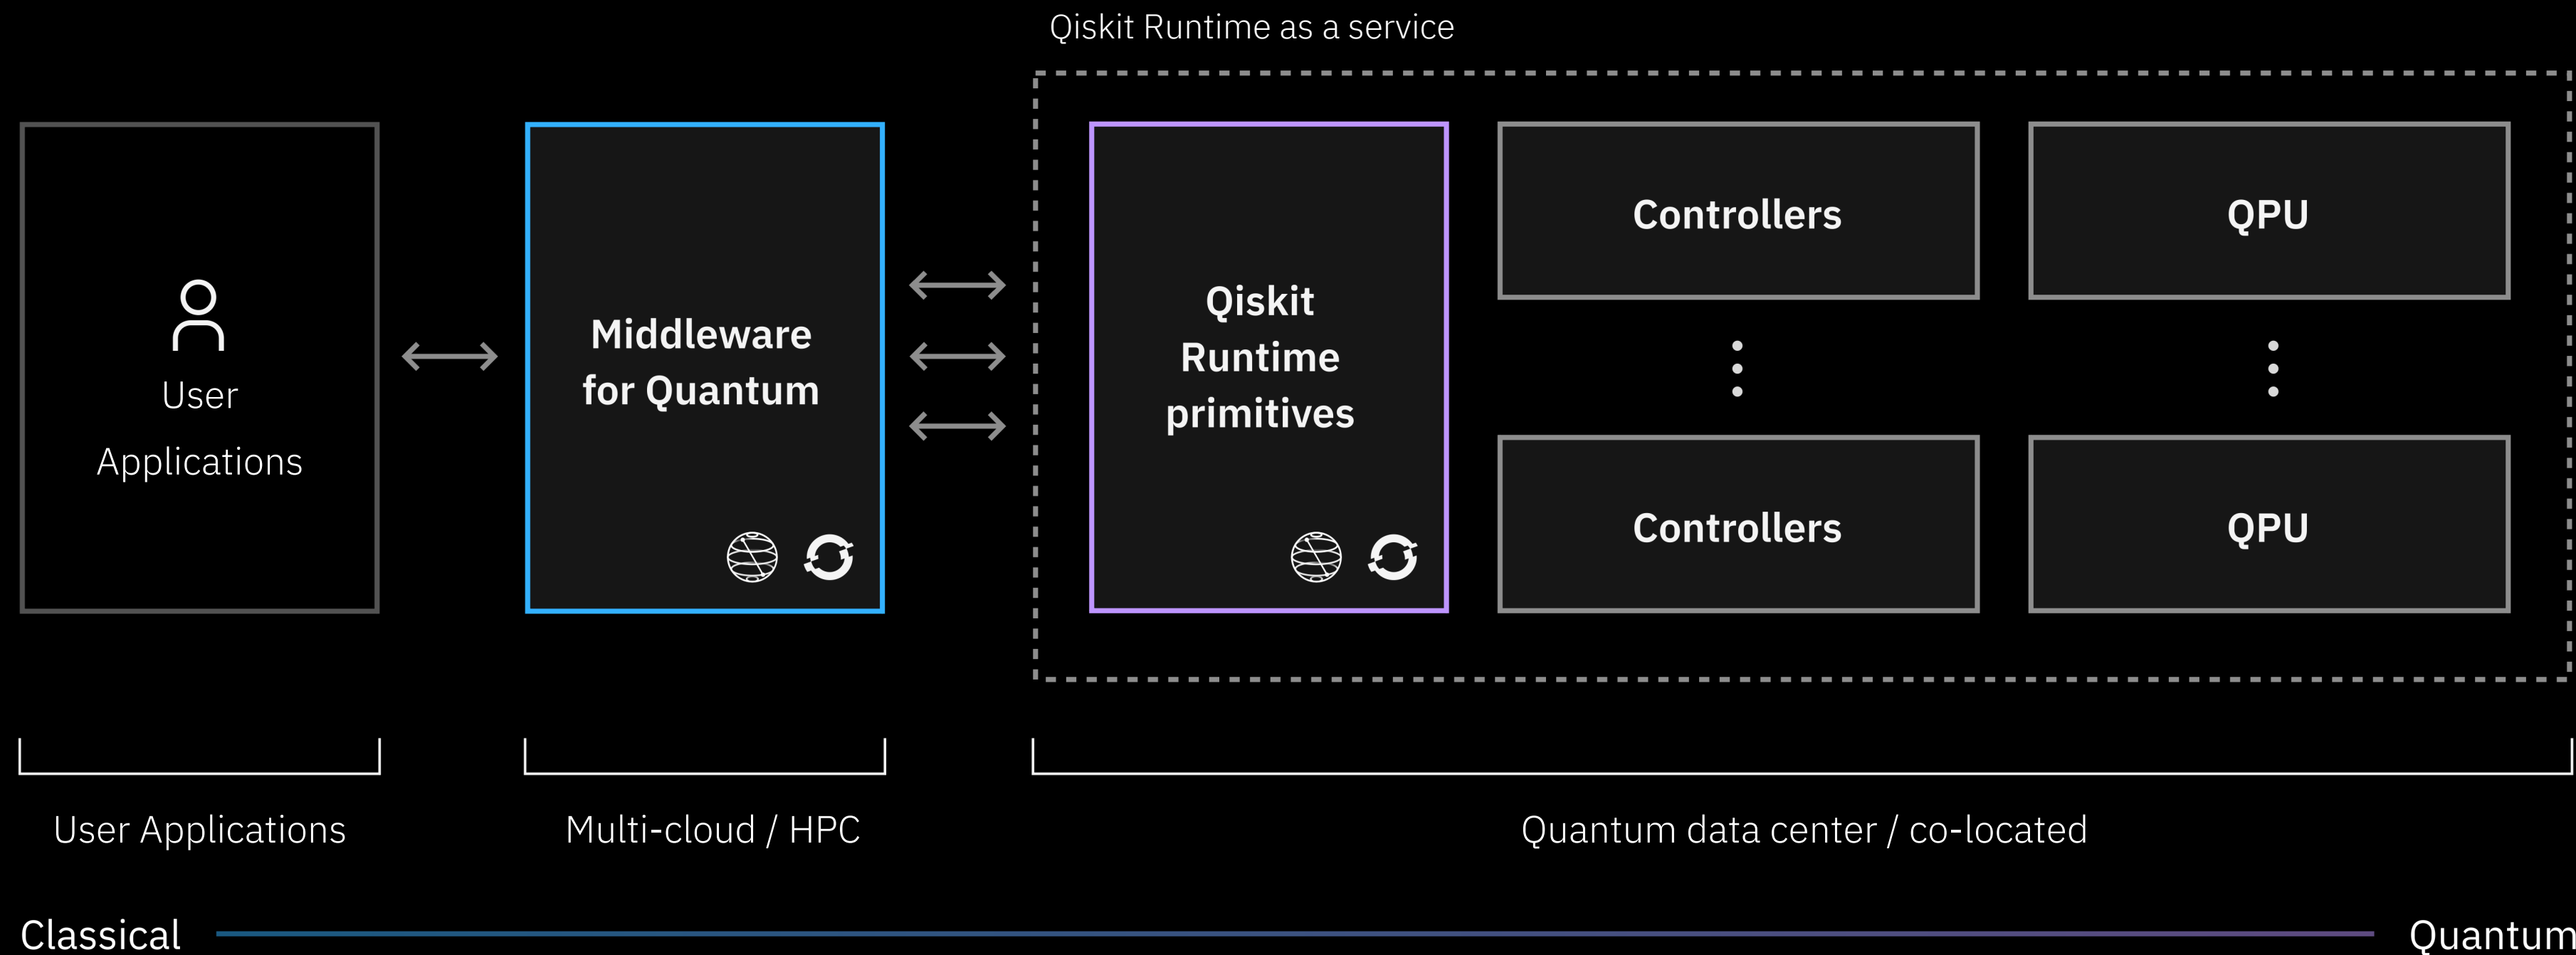 Qiskit Runtime as a service
User
Applications
Middleware
for Quantum
Qiskit
Runtime
primitives
Controllers
QPU
Controllers
QPU
User Applications
Multi-cloud / HPC
Quantum data center / co-located
Classical
Quantum